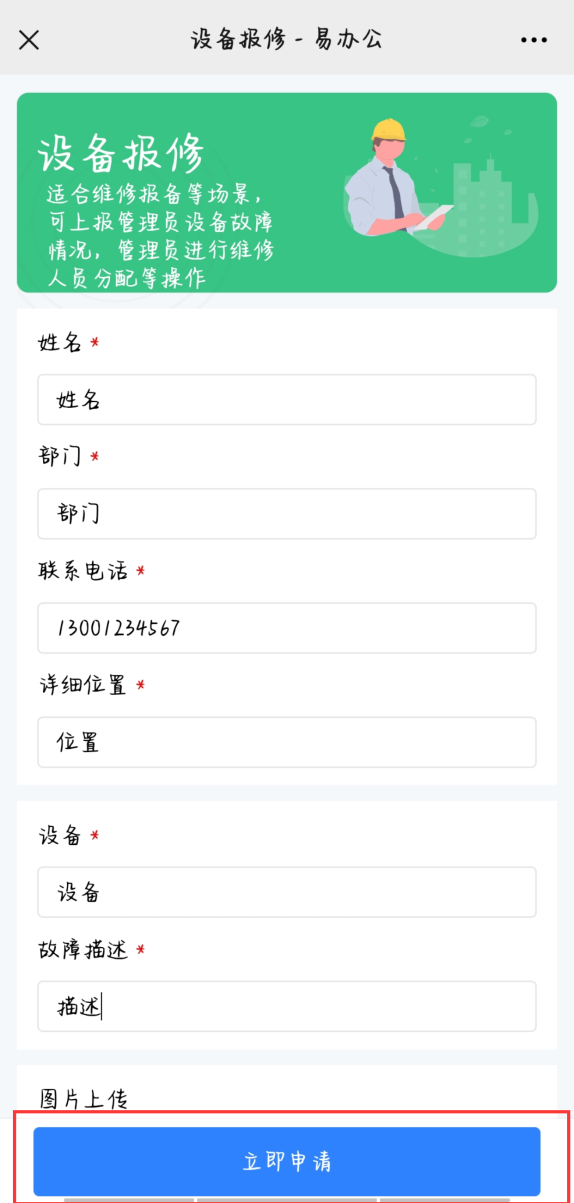 设备报修 - 易办公
设备报修
适合维修报备等场景，
可上报管理员设备故障
情况，管理员进行维修
人员分配等操作
姓名 *
姓名
部门 *
部门
联系电话 *
13001234567
详细位置 *
位置
设备 *
设备
故障描述 *
描述
图片上传
立即申请